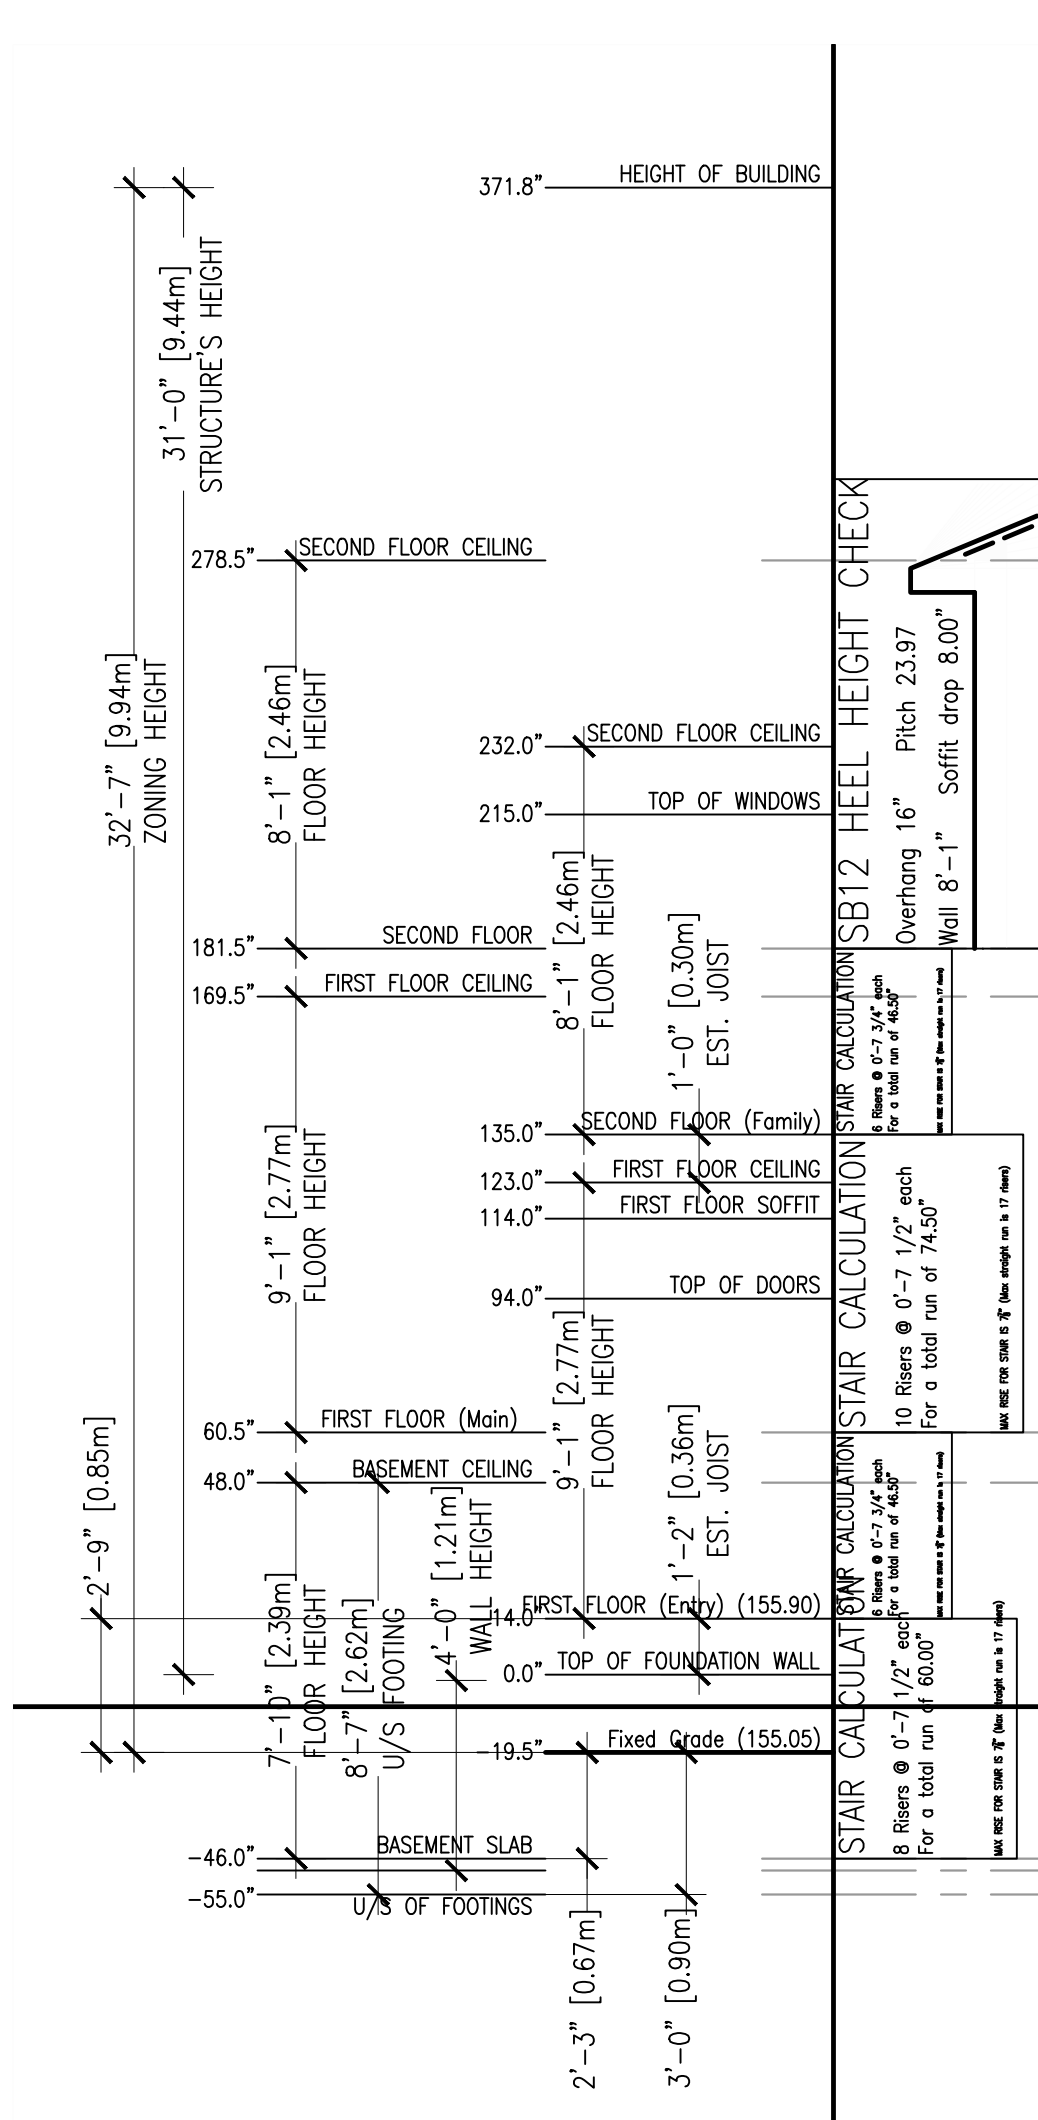 HEIGHT OF BUILDING
371.8"
31'-0" [9.44m]
STRUCTURE'S HEIGHT
SECOND FLOOR CEILING
278.5"
32'-7" [9.94m]
ZONING HEIGHT
8'-1" [2.46m]
FLOOR HEIGHT
SECOND FLOOR CEILING
232.0"
TOP OF WINDOWS
215.0"
SB12 HEEL HEIGHT CHECK
Overhang 16" Pitch 23.97
Wall 8'-1" Soffit drop 8.00"
8'-1" [2.46m]
FLOOR HEIGHT
1'-0" [0.30m]
EST. JOIST
SECOND FLOOR
181.5"
FIRST FLOOR CEILING
169.5"
STAIR CALCULATION
6 Risers @ 0'-7 3/4" each
For a total run of 46.50"
SECOND FLOOR (Family)
135.0"
FIRST FLOOR CEILING
123.0"
FIRST FLOOR SOFFIT
114.0"
9'-1" [2.77m]
FLOOR HEIGHT
TOP OF DOORS
94.0"
STAIR CALCULATION
10 Risers @ 0'-7 1/2" each
For a total run of 74.50"
MAX RISE FOR STAIR IS (Max straight run is 17 risers)
9'-1" [2.77m]
FLOOR HEIGHT
1'-2" [0.36m]
EST. JOIST
FIRST FLOOR (Main)
60.5"
BASEMENT CEILING
48.0"
2'-9" [0.85m]
4'-0" [1.21m]
WALL HEIGHT
STAIR CALCULATION
6 Risers @ 0'-7 3/4" each
For a total run of 46.50"
FIRST FLOOR (Entry) (155.90)
14.0"
7'-10" [2.39m]
FLOOR HEIGHT
8'-7" [2.62m]
U/S FOOTING
TOP OF FOUNDATION WALL
0.0"
Fixed Grade (155.05)
-19.5"
STAIR CALCULATION
8 Risers @ 0'-7 1/2" each
For a total run of 60.00"
MAX RISE FOR STAIR IS (Max straight run is 17 risers)
BASEMENT SLAB
-46.0"
-55.0"
U/S OF FOOTINGS
2'-3" [0.67m]
3'-0" [0.90m]